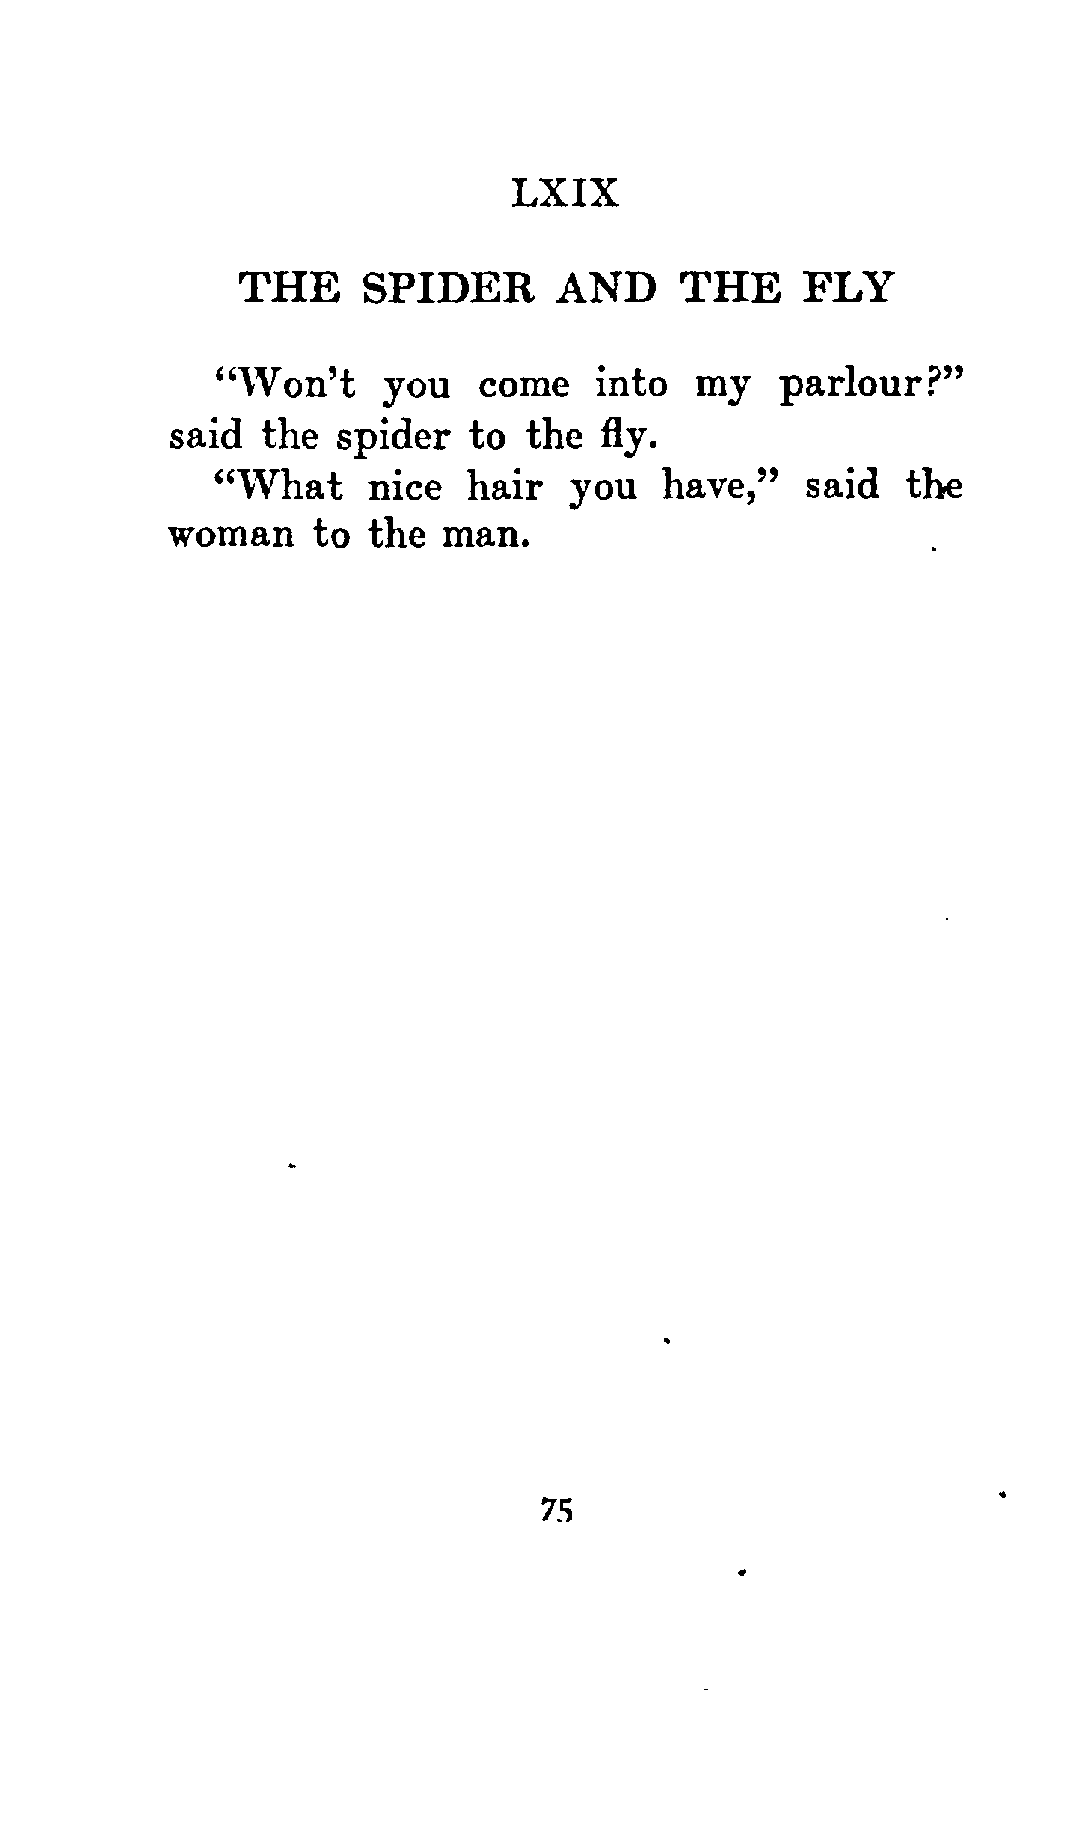 LXIX
THE SPIDER AND THE FLY
“Won’t you come into my parlour?”
said the spider to the fly.
“What nice hair you have,” said the
woman to the man.
75